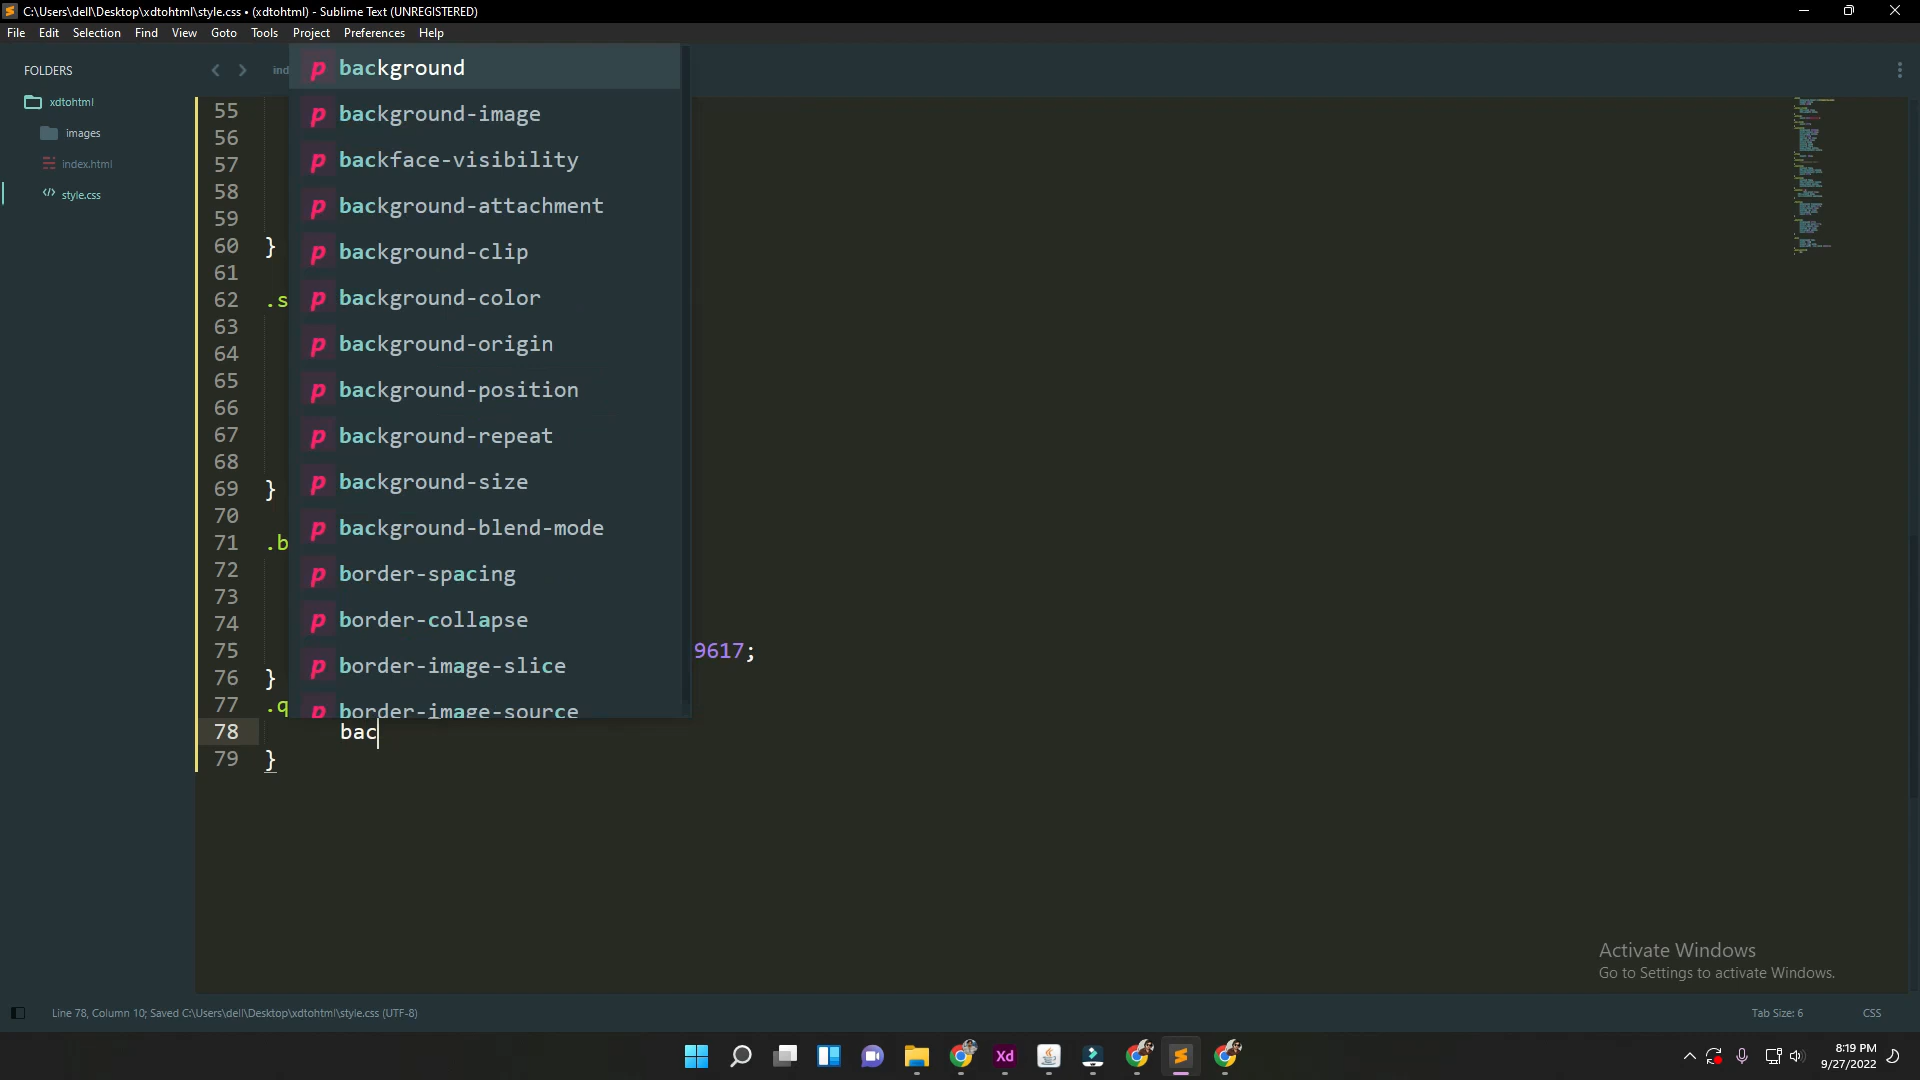 C:\Users\dell\Desktop\xdtohtml\style.css • (xdtohtml) - Sublime Text (UNREGISTERED)
File Edit Selection Find View Goto Tools Project Preferences Help
FOLDERS
xdtohtml
images
index.html
style.css
ind
p background
p background-image
p backface-visibility
p background-attachment
p background-clip
p background-color
p background-origin
p background-position
p background-repeat
p background-size
p background-blend-mode
p border-spacing
p border-collapse
p border-image-slice
p border-image-source
55
56
57
58
59
60 }
61
62 .s
63
64
65
66
67
68
69 }
70
71 .b
72
73
74
75 9617;
76 }
77 .q
78 bac
79 }
Activate Windows
Go to Settings to activate Windows.
Line 78, Column 10; Saved C:\Users\dell\Desktop\xdtohtml\style.css (UTF-8)
Tab Size: 6
CSS
Xd
8:19 PM
9/27/2022